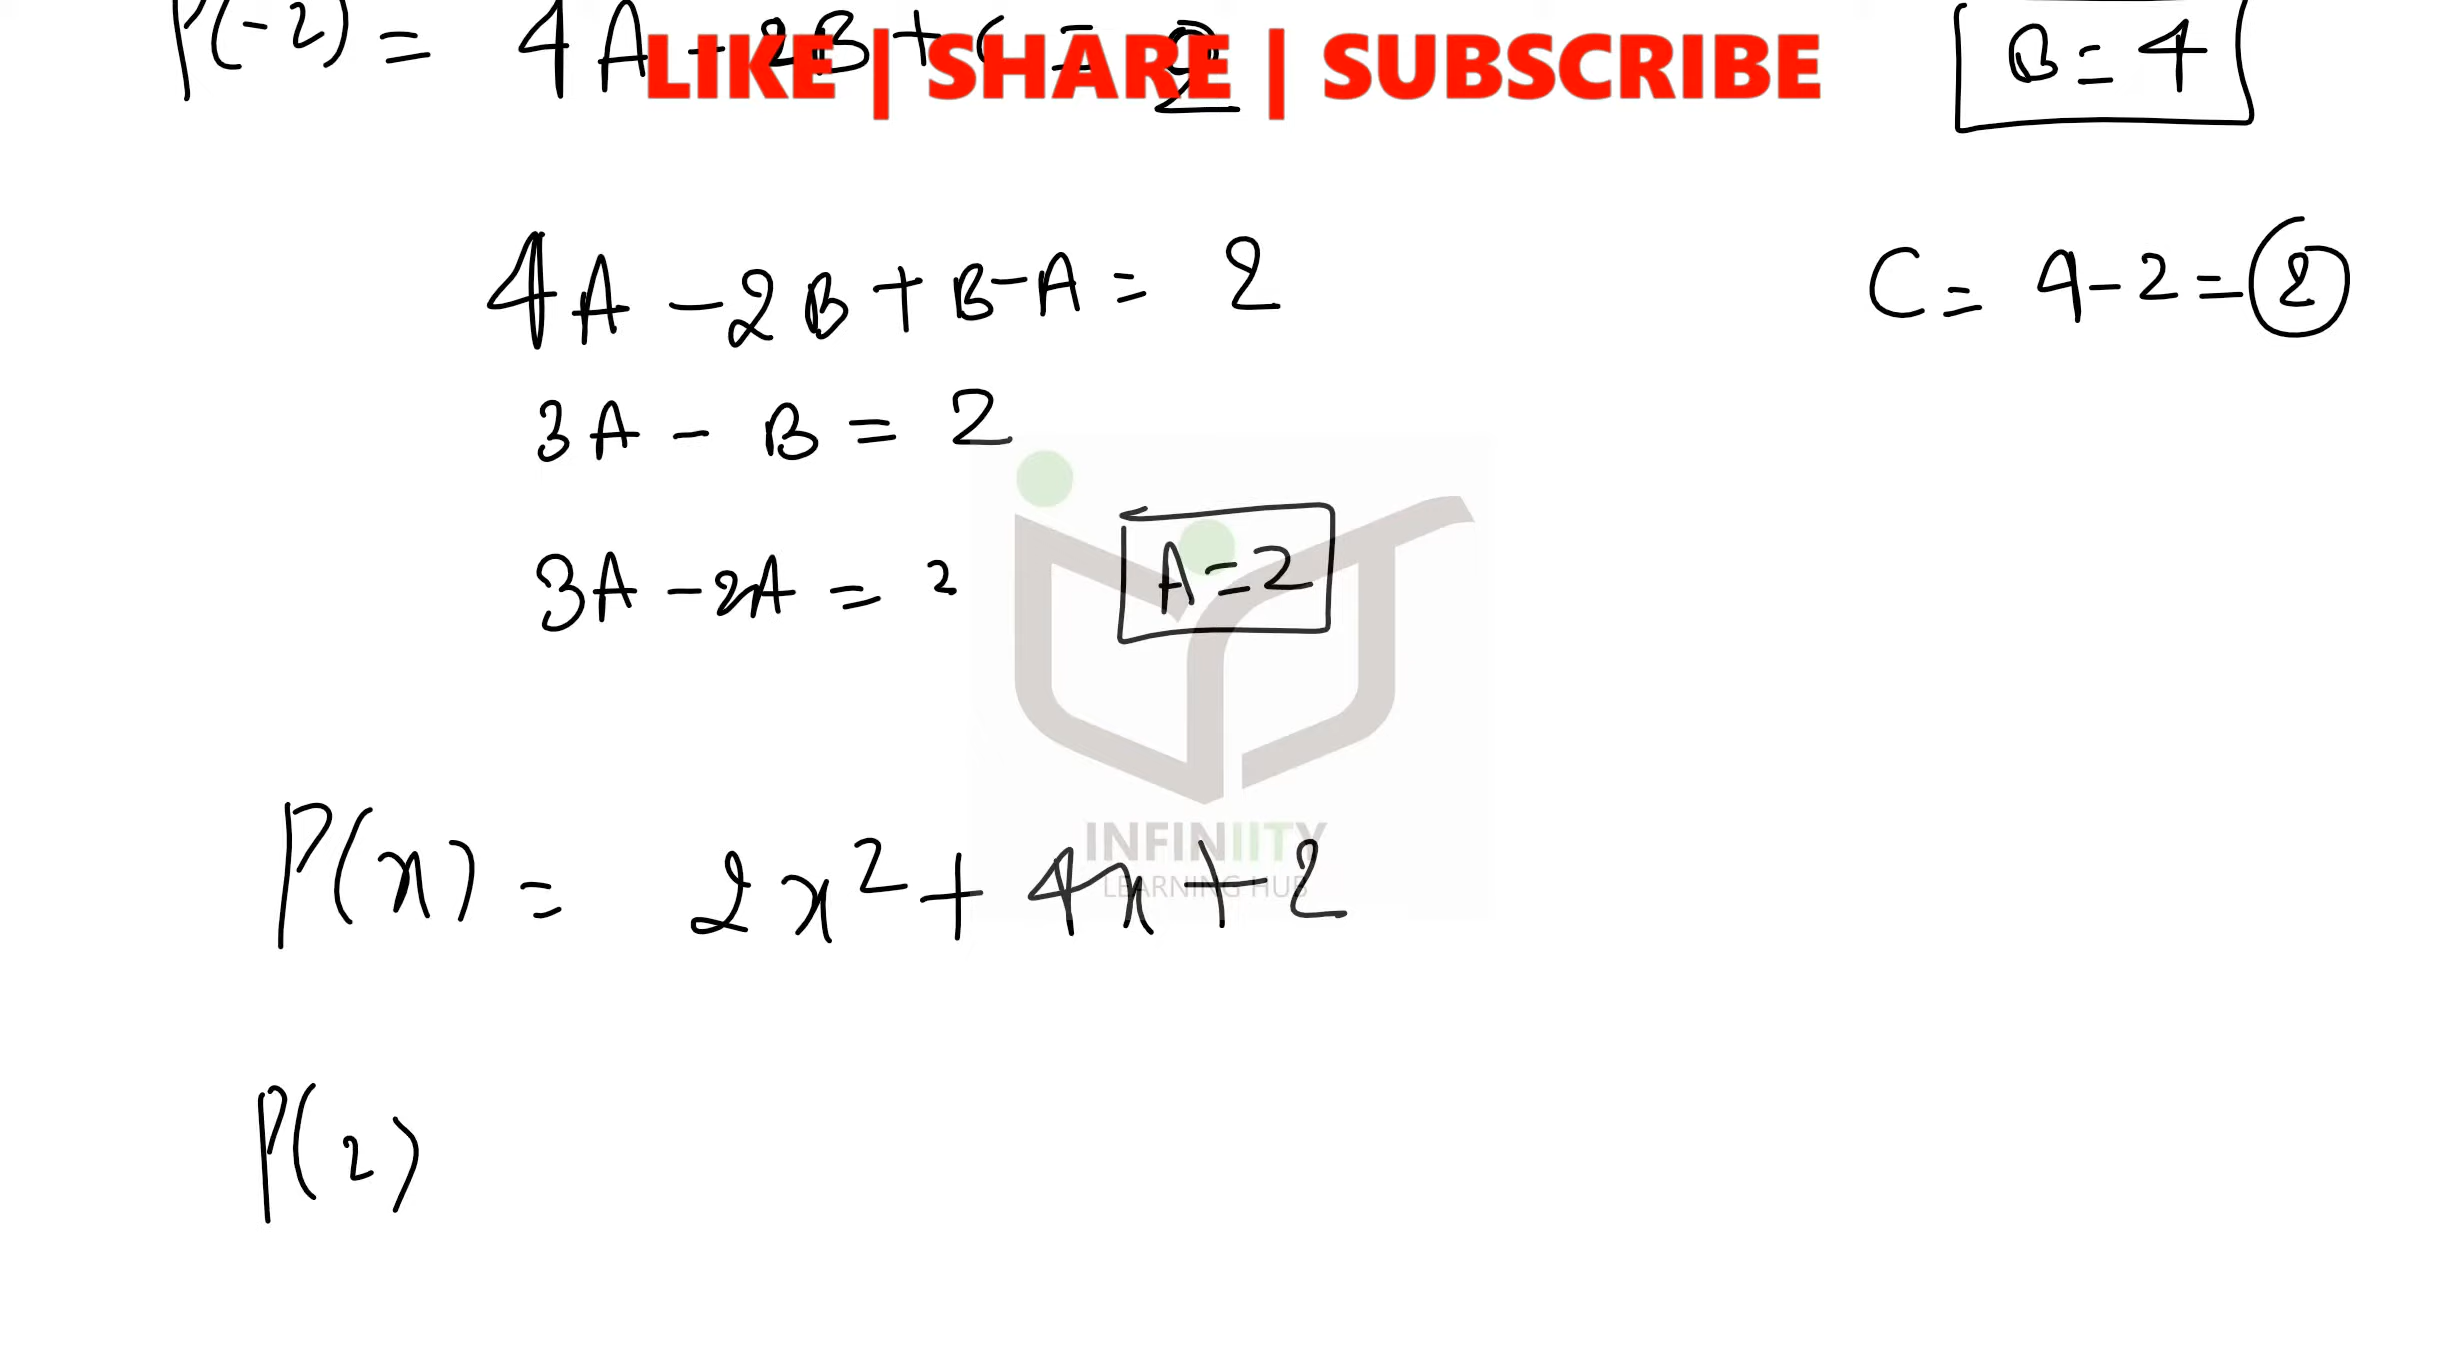 P(-2) = 4A - 2B + C = 2
LIKE | SHARE | SUBSCRIBE
B = 4
4A - 2B + B - A = 2
C = 4 - 2 = 2
3A - B = 2
3A - 2A = 2
A = 2
INFINIITY
LEARNING HUB
P(x) = 2x² + 4x + 2
P(2)